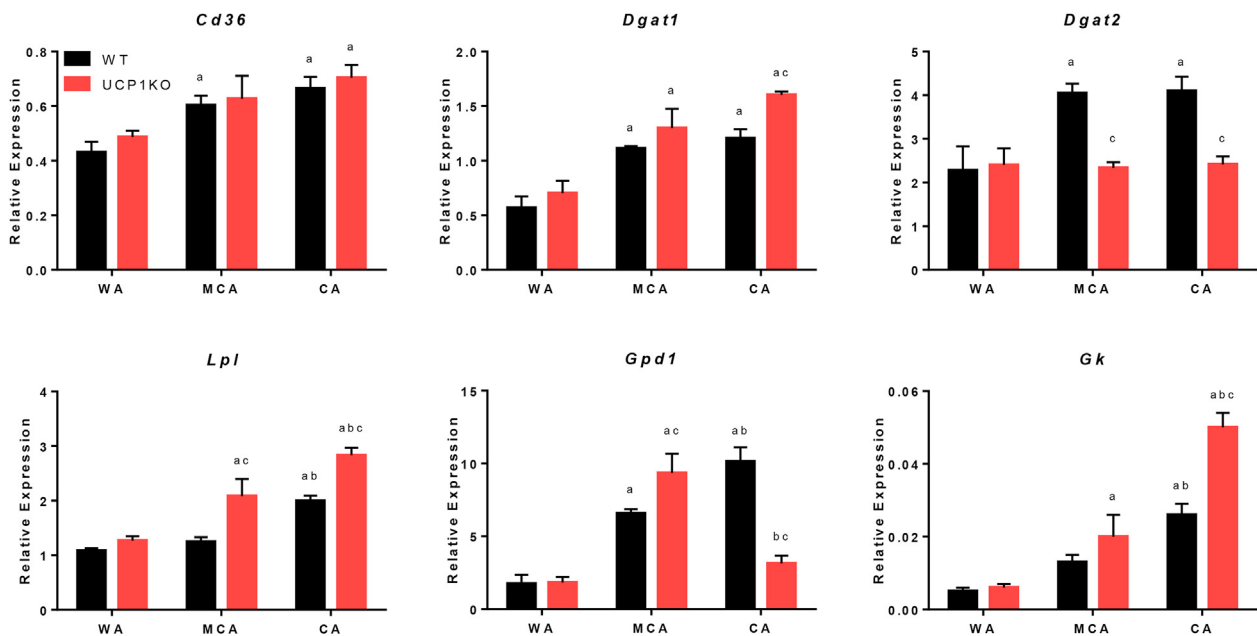 Cd36
Relative Expression
0.8
0.6
0.4
0.2
0.0
WT
UCP1KO
a
a
a
WA
MCA
CA
Dgat1
Relative Expression
2.0
1.5
1.0
0.5
0.0
a
a
a
a c
WA
MCA
CA
Dgat2
Relative Expression
5
4
3
2
1
0
a
c
a
c
WA
MCA
CA
Lpl
Relative Expression
4
3
2
1
0
a c
a b
a b c
WA
MCA
CA
Gpd1
Relative Expression
15
10
5
0
a
a c
a b
b c
WA
MCA
CA
Gk
Relative Expression
0.06
0.04
0.02
0.00
a
a b
a b c
WA
MCA
CA